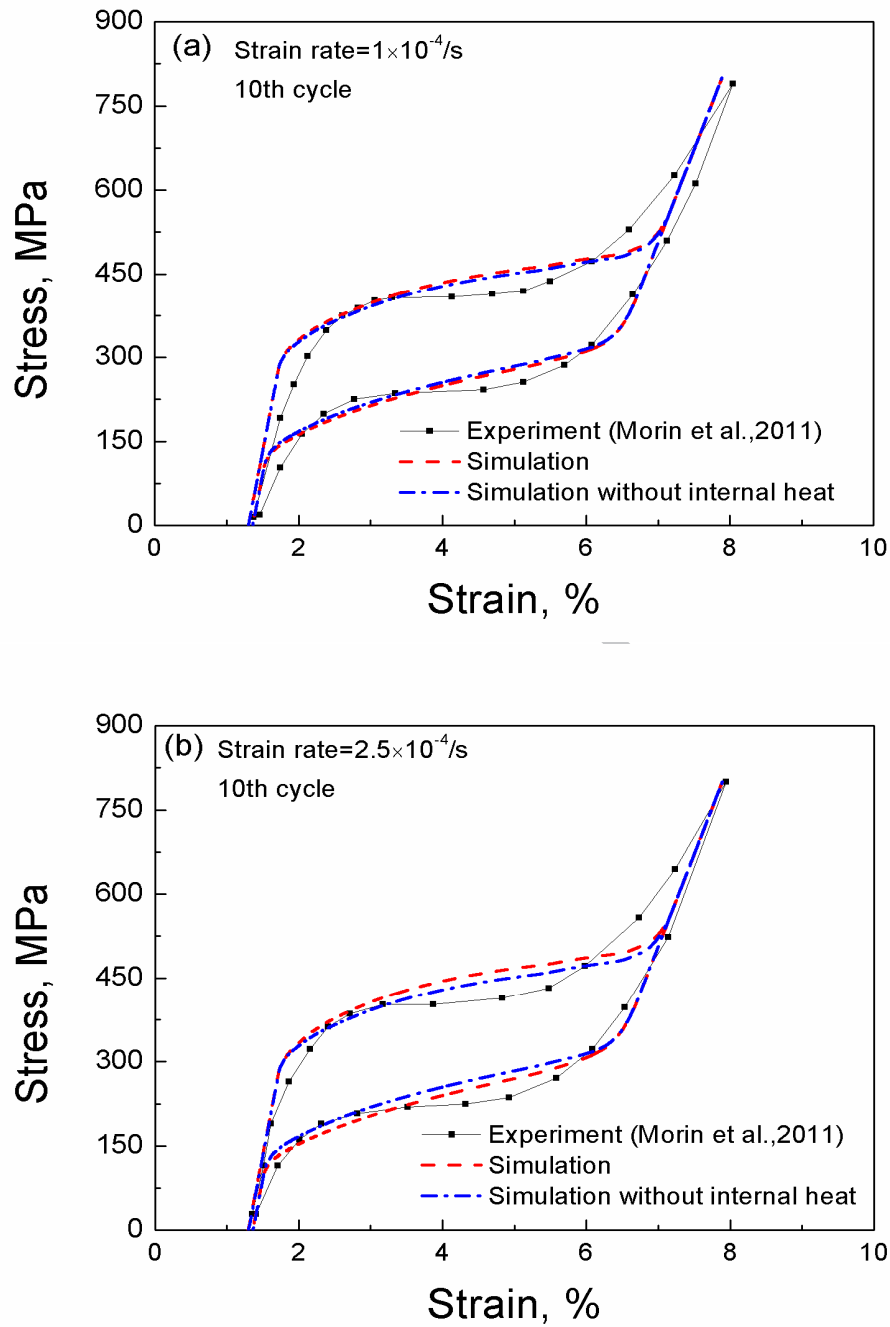 (a) Strain rate=1×10⁻⁴/s
10th cycle
900
750
600
450
300
150
0
Stress, MPa
Experiment (Morin et al.,2011)
Simulation
Simulation without internal heat
0 2 4 6 8 10
Strain, %
(b) Strain rate=2.5×10⁻⁴/s
10th cycle
900
750
600
450
300
150
0
Stress, MPa
Experiment (Morin et al.,2011)
Simulation
Simulation without internal heat
0 2 4 6 8 10
Strain, %